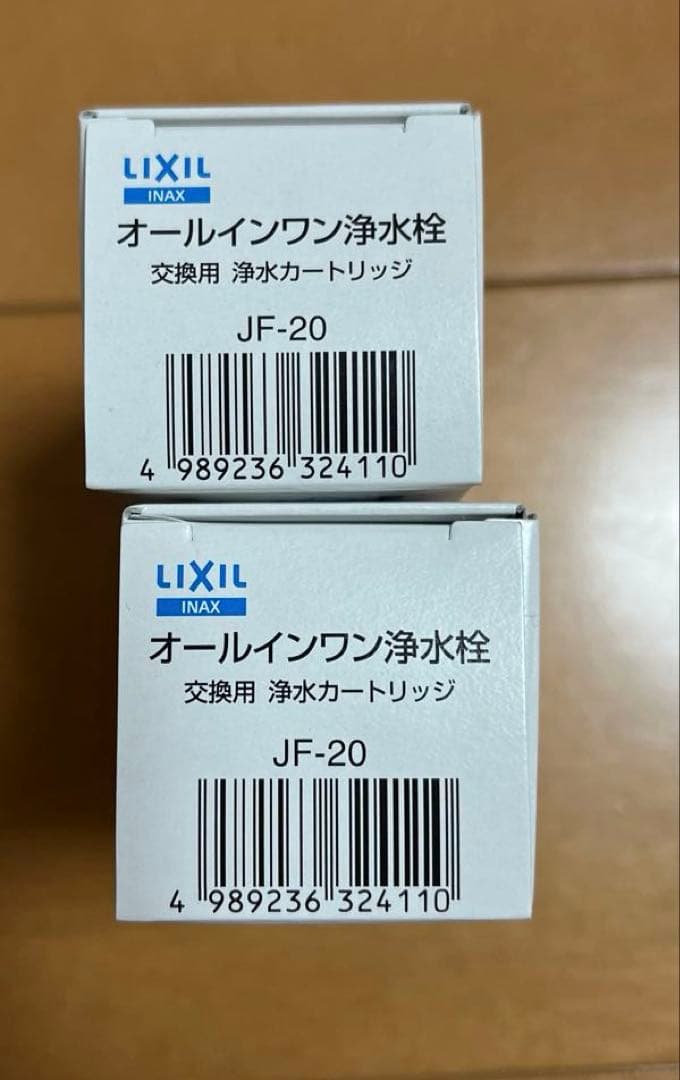 LIXIL
INAX
オールインワン浄水栓
交換用 浄水カートリッジ
JF-20
4 989236 324110
LIXIL
INAX
オールインワン浄水栓
交換用 浄水カートリッジ
JF-20
4 989236 324110